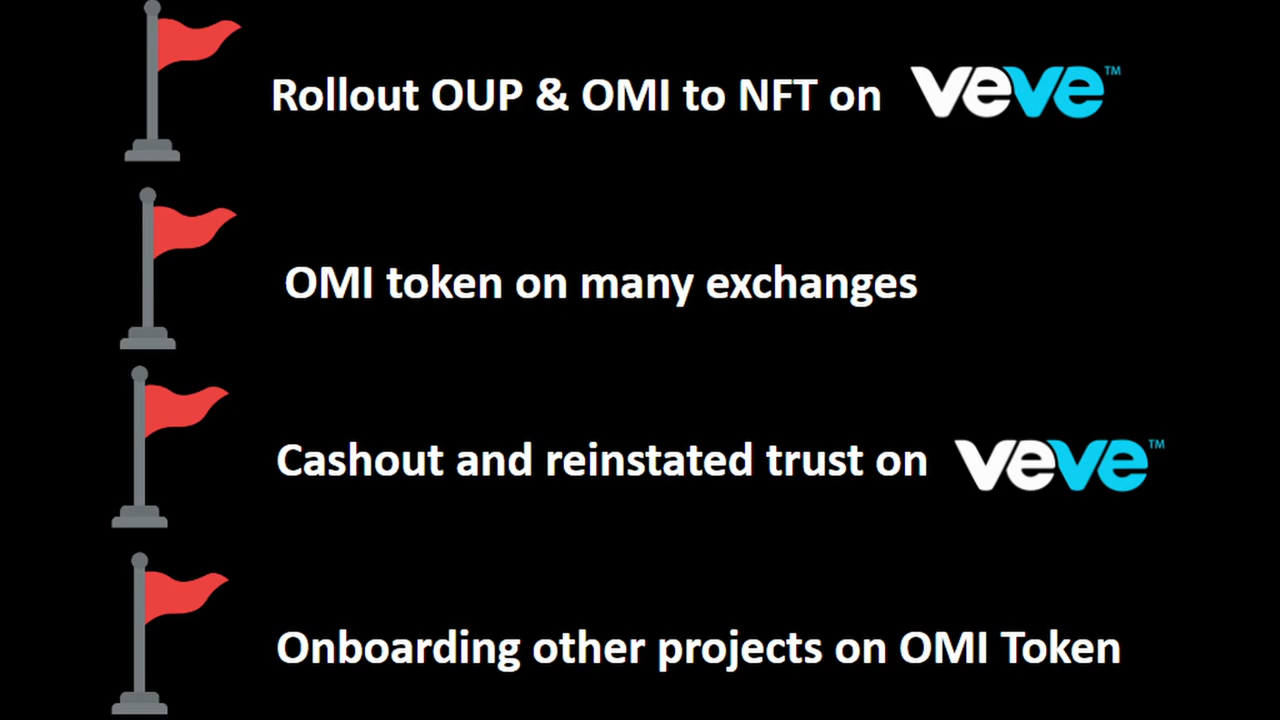 Rollout OUP & OMI to NFT on veve™
OMI token on many exchanges
Cashout and reinstated trust on veve™
Onboarding other projects on OMI Token